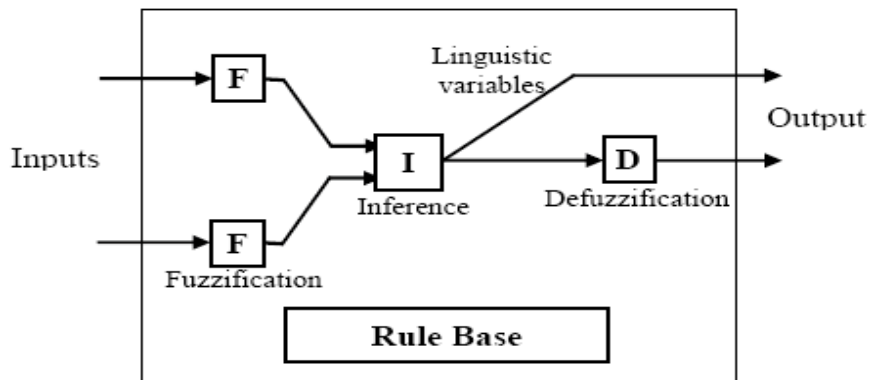 Linguistic
variables
F
Output
Inputs
I
D
Inference
Defuzzification
F
Fuzzification
Rule Base